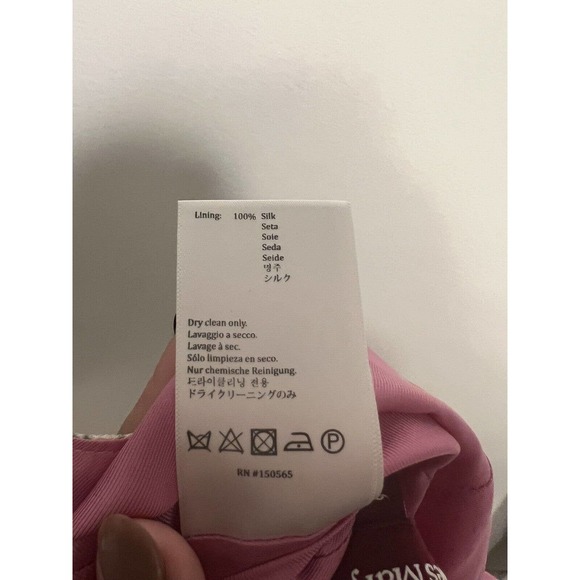 Lining: 100% Silk
Seta
Soie
Seda
Seide
명주
シルク
Dry clean only.
Lavaggio a secco.
Lavage à sec.
Sólo limpieza en seco.
Nur chemische Reinigung.
드라이클리닝 전용
ドライクリーニングのみ
P
RN #150565